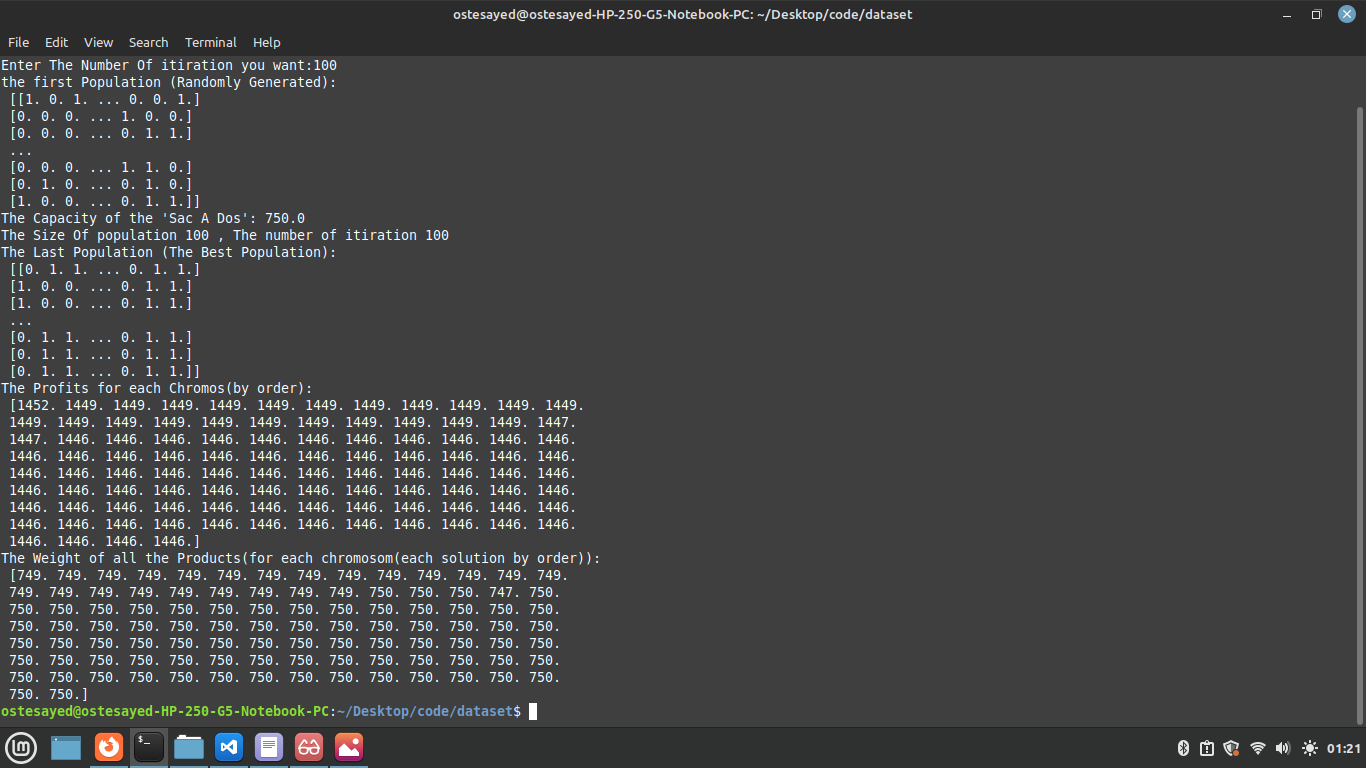 ostesayed@ostesayed-HP-250-G5-Notebook-PC: ~/Desktop/code/dataset
File Edit View Search Terminal Help
Enter The Number Of itiration you want:100
the first Population (Randomly Generated):
[[1. 0. 1. ... 0. 0. 1.]
[0. 0. 0. ... 1. 0. 0.]
[0. 0. 0. ... 0. 1. 1.]
...
[0. 0. 0. ... 1. 1. 0.]
[0. 1. 0. ... 0. 1. 0.]
[1. 0. 0. ... 0. 1. 1.]]
The Capacity of the 'Sac A Dos': 750.0
The Size Of population 100 , The number of itiration 100
The Last Population (The Best Population):
[[0. 1. 1. ... 0. 1. 1.]
[1. 0. 0. ... 0. 1. 1.]
[1. 0. 0. ... 0. 1. 1.]
...
[0. 1. 1. ... 0. 1. 1.]
[0. 1. 1. ... 0. 1. 1.]
[0. 1. 1. ... 0. 1. 1.]]
The Profits for each Chromos(by order):
[1452. 1449. 1449. 1449. 1449. 1449. 1449. 1449. 1449. 1449. 1449. 1449.
1449. 1449. 1449. 1449. 1449. 1449. 1449. 1449. 1449. 1449. 1449. 1447.
1447. 1446. 1446. 1446. 1446. 1446. 1446. 1446. 1446. 1446. 1446. 1446.
1446. 1446. 1446. 1446. 1446. 1446. 1446. 1446. 1446. 1446. 1446. 1446.
1446. 1446. 1446. 1446. 1446. 1446. 1446. 1446. 1446. 1446. 1446. 1446.
1446. 1446. 1446. 1446. 1446. 1446. 1446. 1446. 1446. 1446. 1446. 1446.
1446. 1446. 1446. 1446. 1446. 1446. 1446. 1446. 1446. 1446. 1446. 1446.
1446. 1446. 1446. 1446. 1446. 1446. 1446. 1446. 1446. 1446. 1446. 1446.
1446. 1446. 1446. 1446.]
The Weight of all the Products(for each chromosom(each solution by order)):
[749. 749. 749. 749. 749. 749. 749. 749. 749. 749. 749. 749. 749. 749.
749. 749. 749. 749. 749. 749. 749. 749. 749. 750. 750. 750. 747. 750.
750. 750. 750. 750. 750. 750. 750. 750. 750. 750. 750. 750. 750. 750.
750. 750. 750. 750. 750. 750. 750. 750. 750. 750. 750. 750. 750. 750.
750. 750. 750. 750. 750. 750. 750. 750. 750. 750. 750. 750. 750. 750.
750. 750. 750. 750. 750. 750. 750. 750. 750. 750. 750. 750. 750. 750.
750. 750. 750. 750. 750. 750. 750. 750. 750. 750. 750. 750. 750. 750.
750. 750.]
ostesayed@ostesayed-HP-250-G5-Notebook-PC:~/Desktop/code/dataset$
01:21